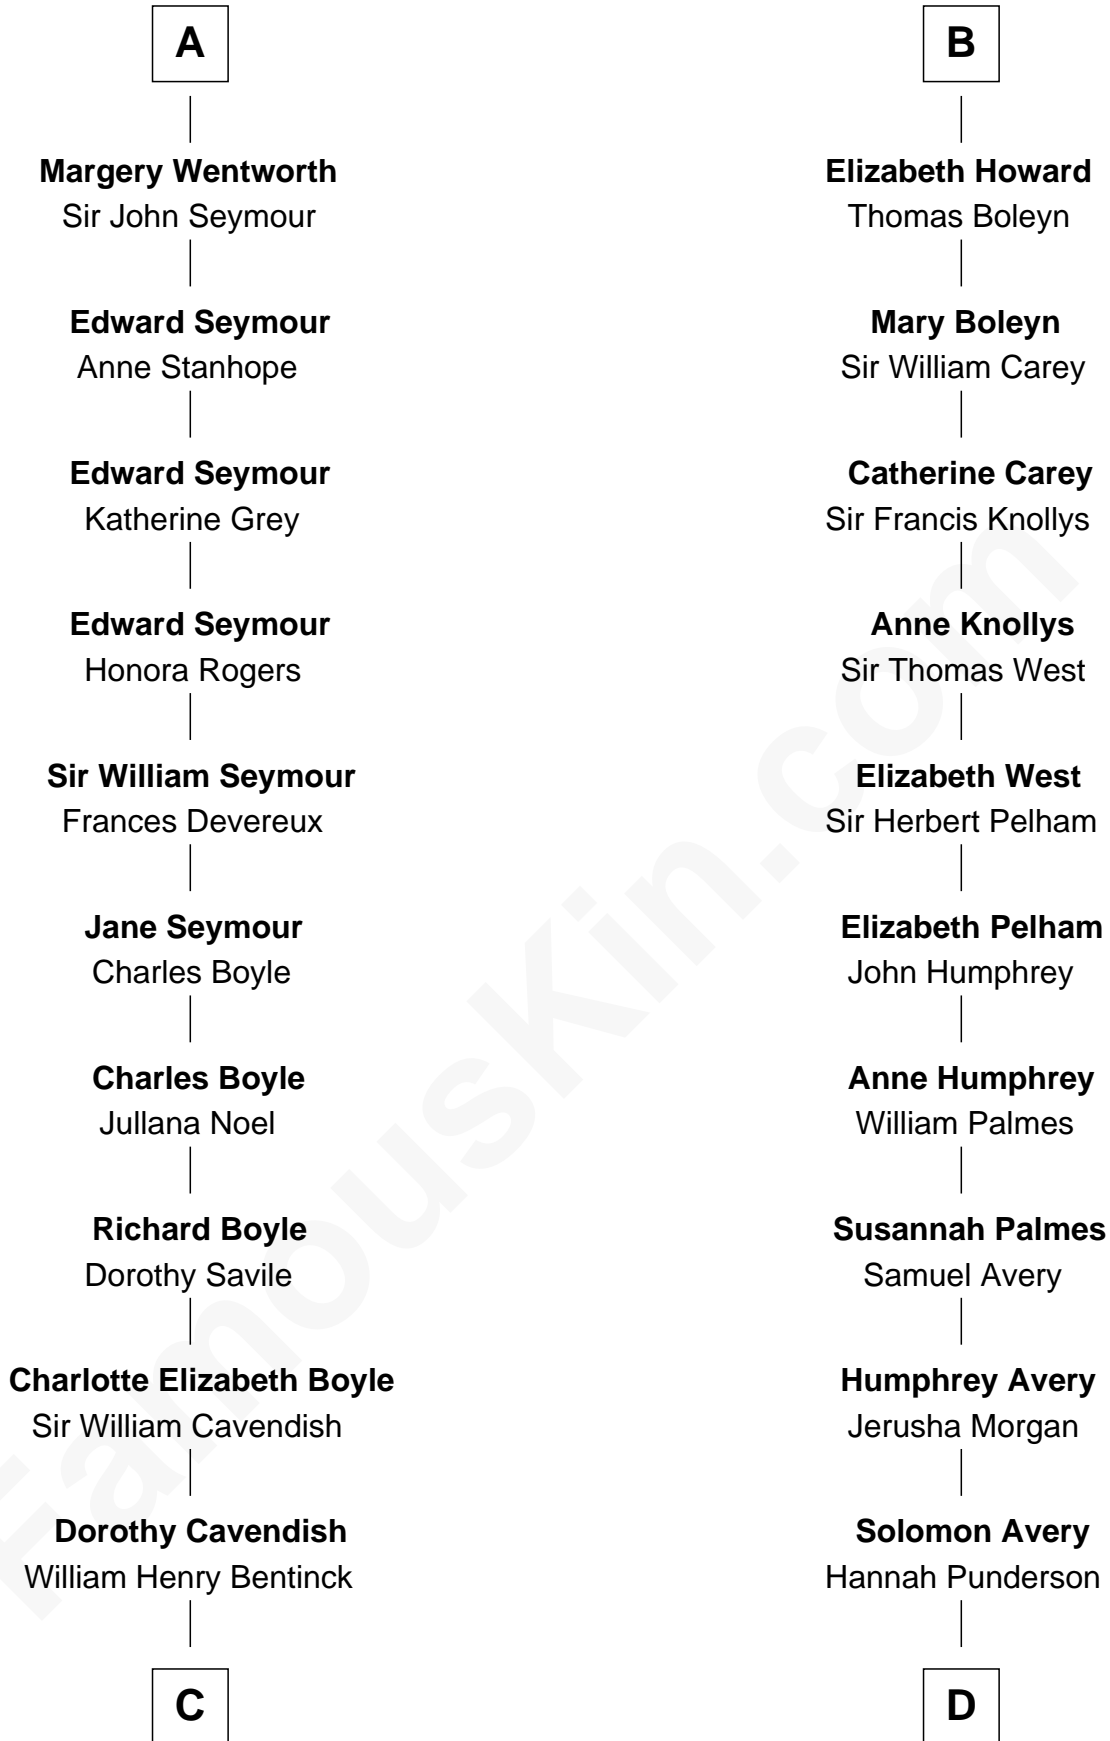 A
Margery Wentworth
Sir John Seymour
Edward Seymour
Anne Stanhope
Edward Seymour
Katherine Grey
Edward Seymour
Honora Rogers
Sir William Seymour
Frances Devereux
Jane Seymour
Charles Boyle
Charles Boyle
Jullana Noel
Richard Boyle
Dorothy Savile
Charlotte Elizabeth Boyle
Sir William Cavendish
Dorothy Cavendish
William Henry Bentinck
C
B
Elizabeth Howard
Thomas Boleyn
Mary Boleyn
Sir William Carey
Catherine Carey
Sir Francis Knollys
Anne Knollys
Sir Thomas West
Elizabeth West
Sir Herbert Pelham
Elizabeth Pelham
John Humphrey
Anne Humphrey
William Palmes
Susannah Palmes
Samuel Avery
Humphrey Avery
Jerusha Morgan
Solomon Avery
Hannah Punderson
D
FamousKin.com